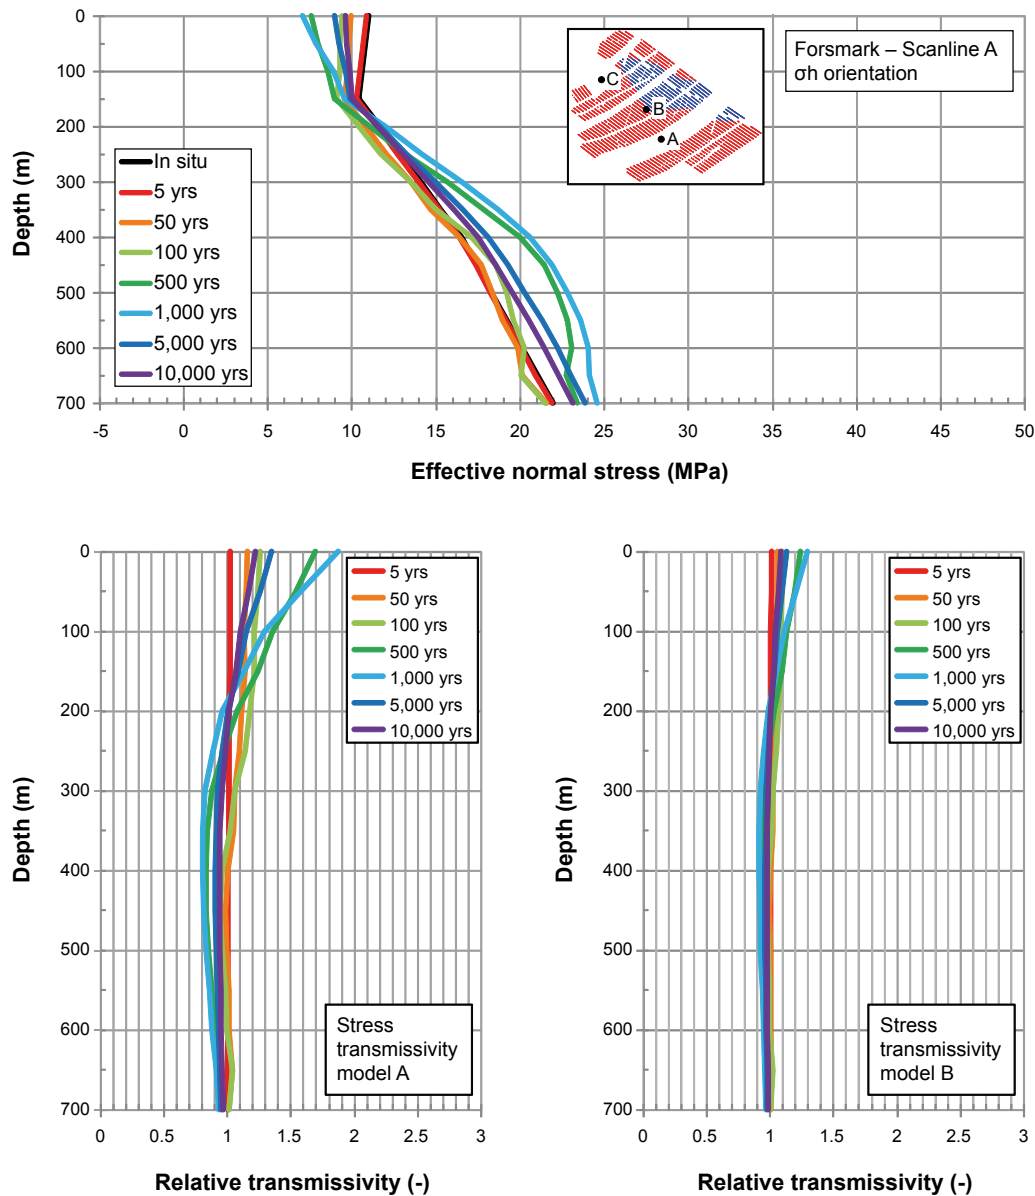 0
100
200
300
400
500
600
700
Depth (m)
In situ
5 yrs
50 yrs
100 yrs
500 yrs
1,000 yrs
5,000 yrs
10,000 yrs
C
B
A
Forsmark – Scanline A
σh orientation
-5 0 5 10 15 20 25 30 35 40 45 50
Effective normal stress (MPa)
0
100
200
300
400
500
600
700
Depth (m)
5 yrs
50 yrs
100 yrs
500 yrs
1,000 yrs
5,000 yrs
10,000 yrs
Stress
transmissivity
model A
0 0.5 1 1.5 2 2.5 3
Relative transmissivity (-)
0
100
200
300
400
500
600
700
Depth (m)
5 yrs
50 yrs
100 yrs
500 yrs
1,000 yrs
5,000 yrs
10,000 yrs
Stress
transmissivity
model B
0 0.5 1 1.5 2 2.5 3
Relative transmissivity (-)